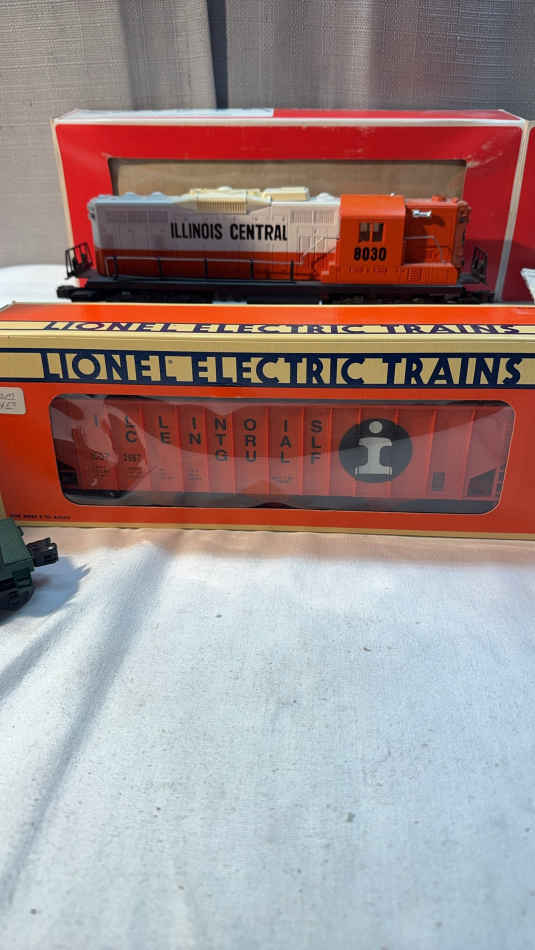 ILLINOIS CENTRAL
8030
LIONEL ELECTRIC TRAINS
LIONEL ELECTRIC TRAINS
ILLINOIS
CENTRAL
GULF
i